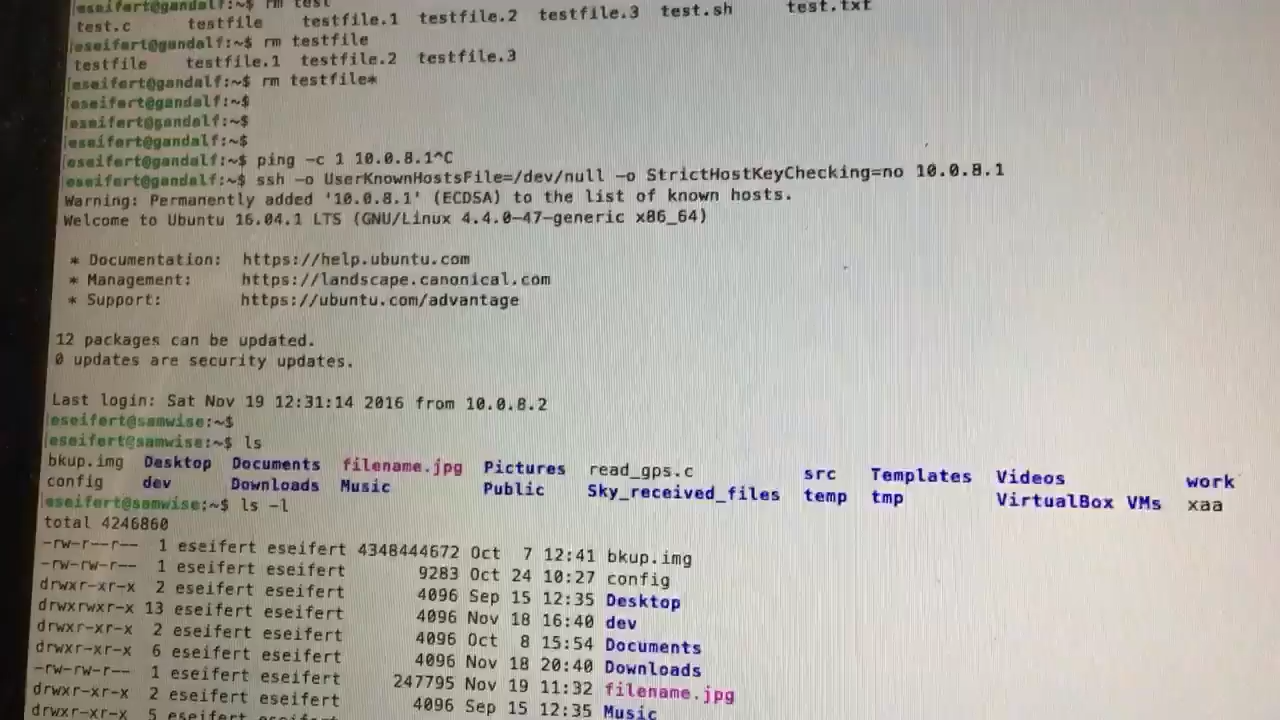 eseifert@gandalf:~$ rm test
test.c testfile testfile.1 testfile.2 testfile.3 test.sh test.txt
[eseifert@gandalf:~$ rm testfile
testfile testfile.1 testfile.2 testfile.3
[eseifert@gandalf:~$ rm testfile*
[eseifert@gandalf:~$
[eseifert@gandalf:~$
[eseifert@gandalf:~$
[eseifert@gandalf:~$ ping -c 1 10.0.8.1^C
[eseifert@gandalf:~$ ssh -o UserKnownHostsFile=/dev/null -o StrictHostKeyChecking=no 10.0.8.1
Warning: Permanently added '10.0.8.1' (ECDSA) to the list of known hosts.
Welcome to Ubuntu 16.04.1 LTS (GNU/Linux 4.4.0-47-generic x86_64)
* Documentation: https://help.ubuntu.com
* Management: https://landscape.canonical.com
* Support: https://ubuntu.com/advantage
12 packages can be updated.
0 updates are security updates.
Last login: Sat Nov 19 12:31:14 2016 from 10.0.8.2
[eseifert@samwise:~$
[eseifert@samwise:~$ ls
bkup.img Desktop Documents filename.jpg Pictures read_gps.c src Templates Videos work
config dev Downloads Music Public Sky_received_files temp tmp VirtualBox VMs xaa
[eseifert@samwise:~$ ls -l
total 4246860
-rw-r--r-- 1 eseifert eseifert 4348444672 Oct 7 12:41 bkup.img
-rw-rw-r-- 1 eseifert eseifert 9283 Oct 24 10:27 config
drwxr-xr-x 2 eseifert eseifert 4096 Sep 15 12:35 Desktop
drwxrwxr-x 13 eseifert eseifert 4096 Nov 18 16:40 dev
drwxr-xr-x 2 eseifert eseifert 4096 Oct 8 15:54 Documents
drwxr-xr-x 6 eseifert eseifert 4096 Nov 18 20:40 Downloads
-rw-rw-r-- 1 eseifert eseifert 247795 Nov 19 11:32 filename.jpg
drwxr-xr-x 2 eseifert eseifert 4096 Sep 15 12:35 Music
drwxr-xr-x 5 eseifert